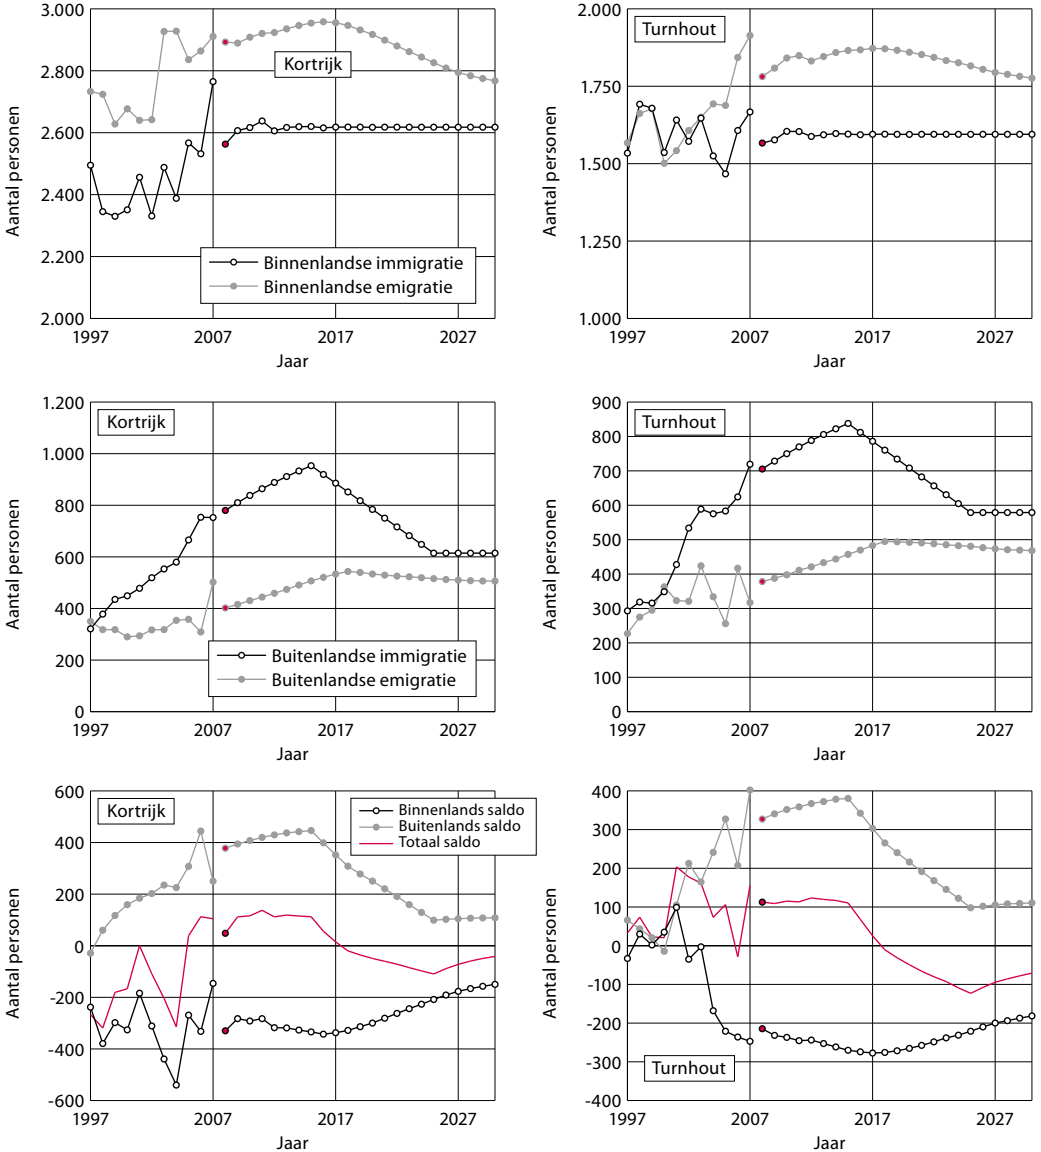 3.000
2.800
2.600
2.400
2.200
2.000
Aantal personen
Kortrijk
Binnenlandse immigratie
Binnenlandse emigratie
1997 2007 2017 2027
Jaar
2.000
1.750
1.500
1.250
1.000
Aantal personen
Turnhout
1997 2007 2017 2027
Jaar
1.200
1.000
800
600
400
200
0
Aantal personen
Kortrijk
Buitenlandse immigratie
Buitenlandse emigratie
1997 2007 2017 2027
Jaar
900
800
700
600
500
400
300
200
100
0
Aantal personen
Turnhout
1997 2007 2017 2027
Jaar
600
400
200
0
-200
-400
-600
Aantal personen
Kortrijk
Binnenlands saldo
Buitenlands saldo
Totaal saldo
1997 2007 2017 2027
Jaar
400
300
200
100
0
-100
-200
-300
-400
Aantal personen
Turnhout
1997 2007 2017 2027
Jaar